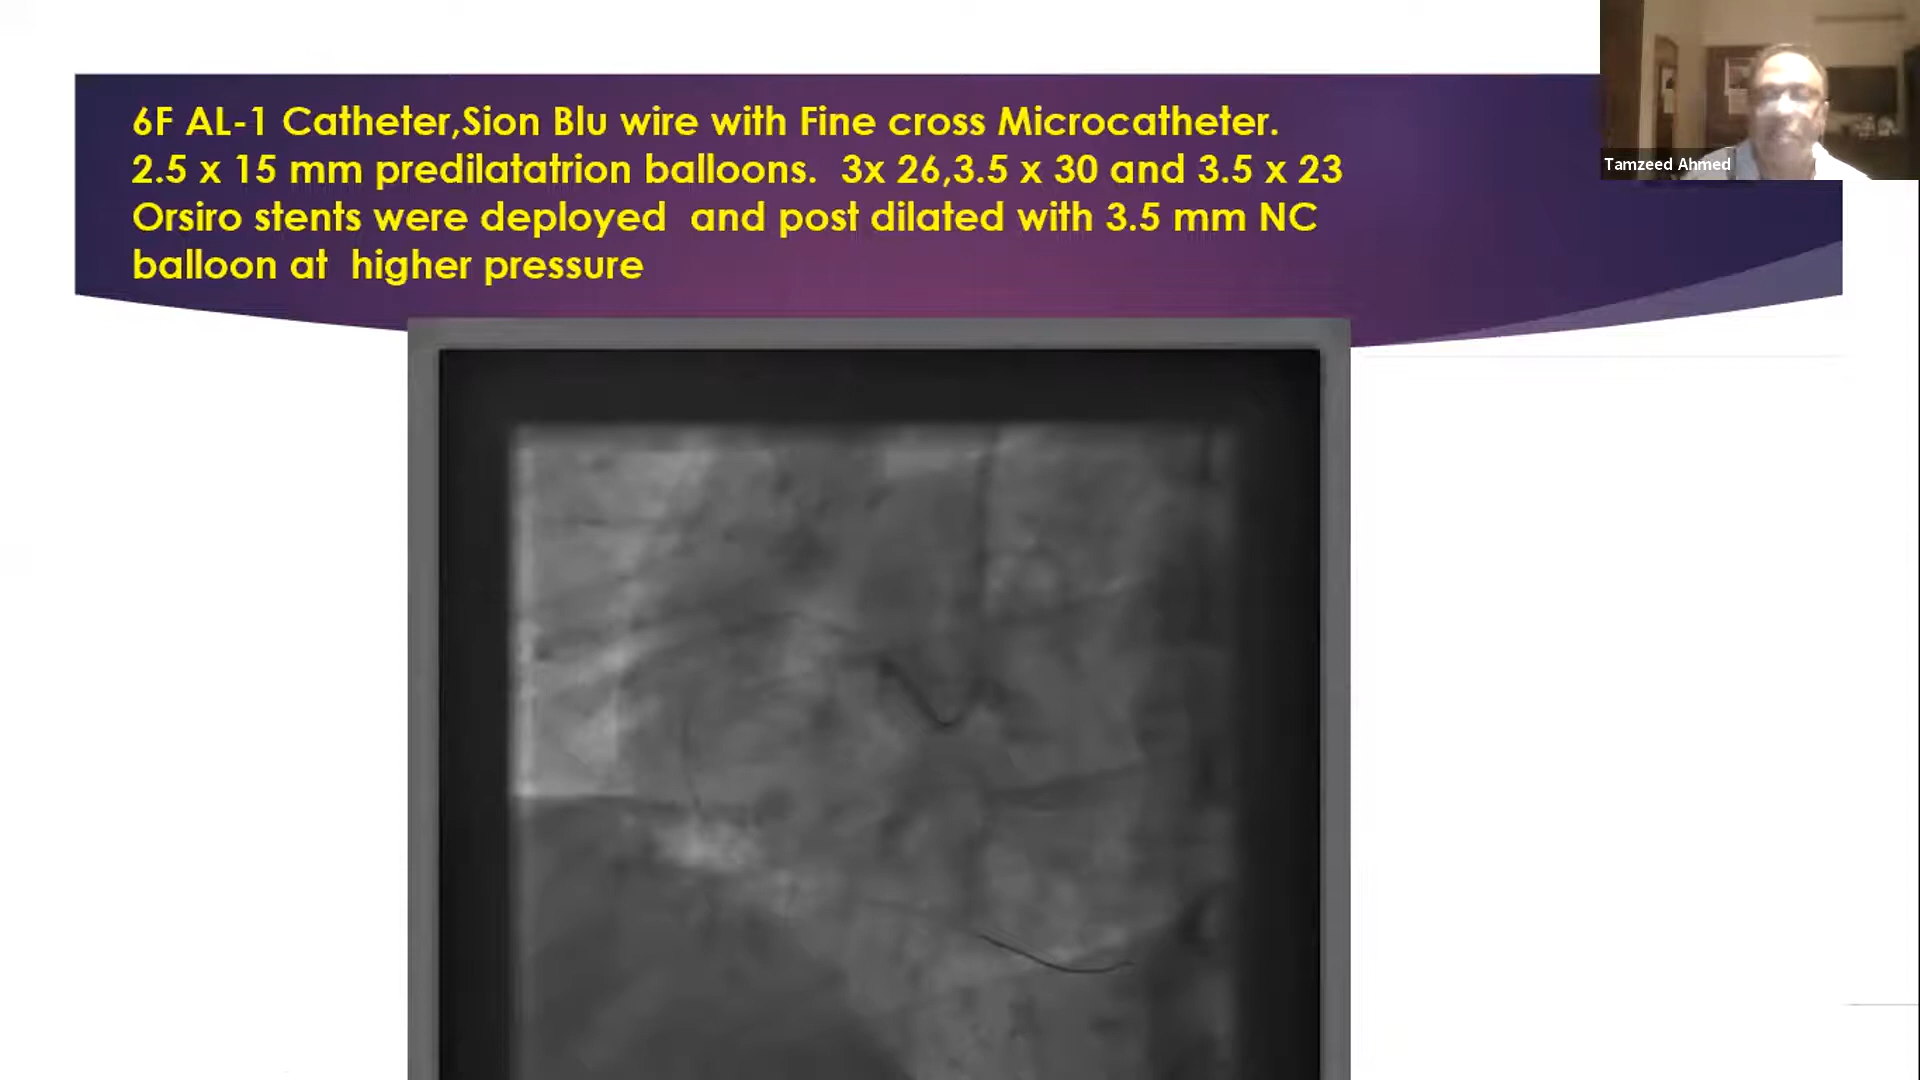 6F AL-1 Catheter,Sion Blu wire with Fine cross Microcatheter.
2.5 x 15 mm predilatatrion balloons.  3x 26,3.5 x 30 and 3.5 x 23
Orsiro stents were deployed  and post dilated with 3.5 mm NC
balloon at  higher pressure
Tamzeed Ahmed